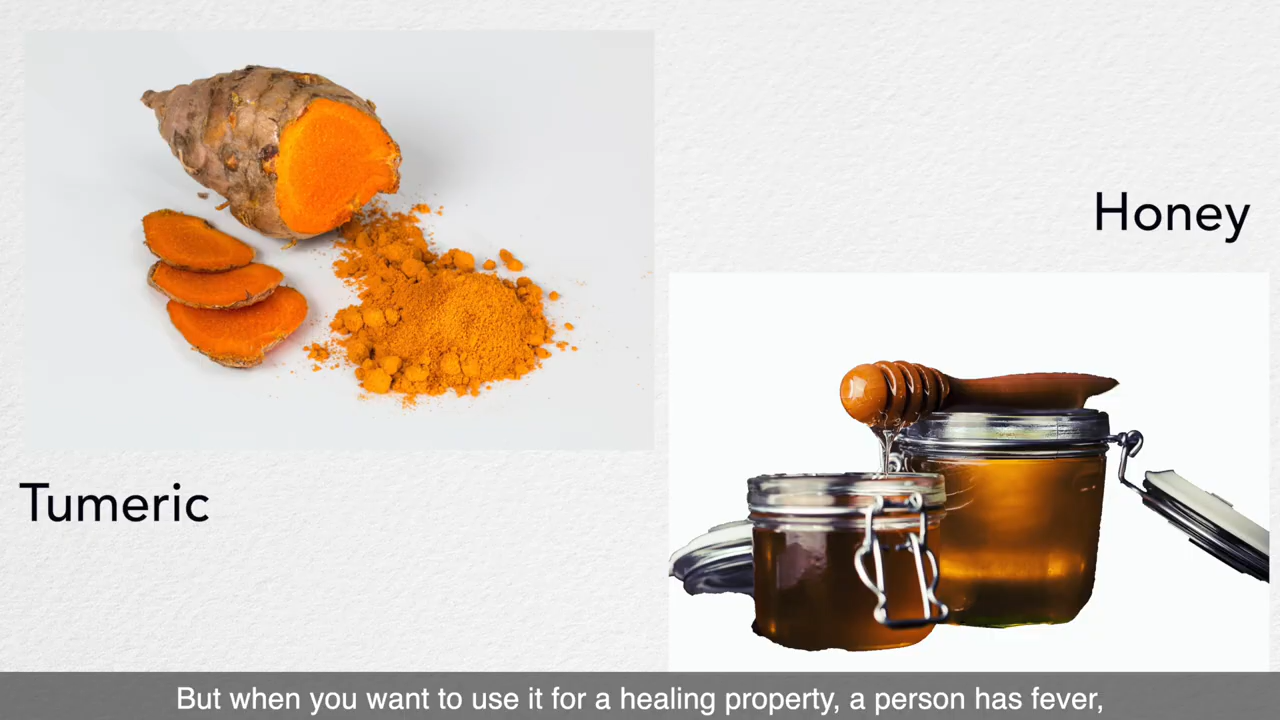 Honey
Tumeric
But when you want to use it for a healing property, a person has fever,